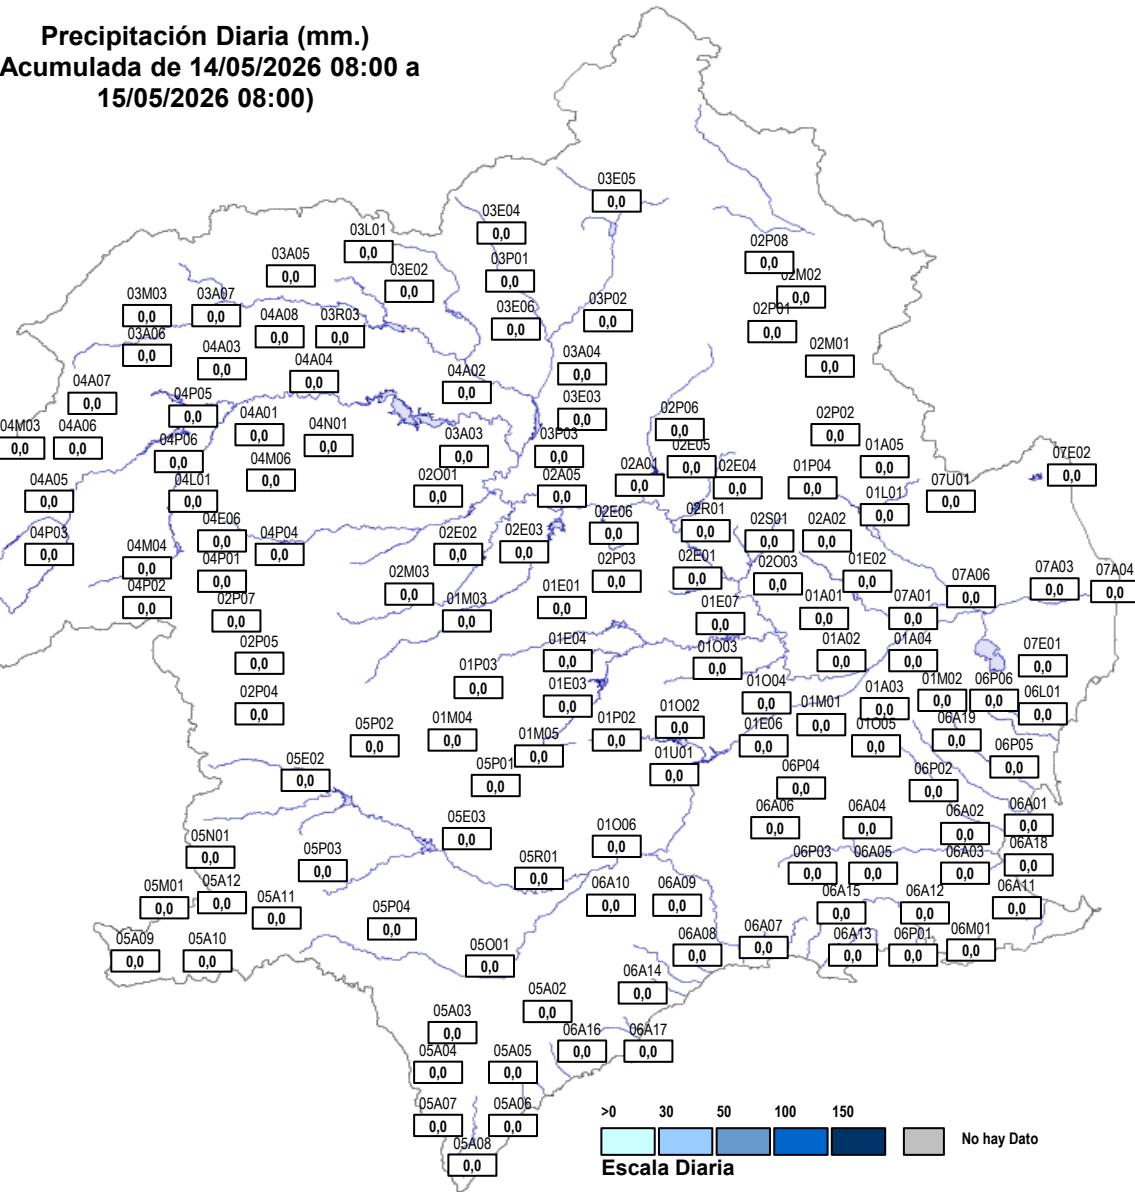 Precipitación Diaria (mm.)
Acumulada de 14/05/2026 08:00 a
15/05/2026 08:00)
03E05
0,0
03E04
0,0
03L01
0,0
02P08
0,0
03A05
0,0
03P01
0,0
03E02
0,0
02M02
0,0
03M03
0,0
03A07
0,0
03P02
0,0
03E06
0,0
02P01
0,0
04A08
0,0
03R03
0,0
03A06
0,0
04A03
0,0
02M01
0,0
03A04
0,0
04A04
0,0
04A02
0,0
04A07
0,0
04P05
0,0
03E03
0,0
02P06
0,0
04A01
0,0
02P02
0,0
04M03
0,0
04A06
0,0
04N01
0,0
03A03
0,0
03P03
0,0
04P06
0,0
02E05
0,0
01A05
0,0
07E02
0,0
04M06
0,0
02A01
0,0
02E04
0,0
01P04
0,0
02O01
0,0
02A05
0,0
04A05
0,0
04L01
0,0
07U01
0,0
01L01
0,0
02R01
0,0
02E06
0,0
04E06
0,0
02S01
0,0
02A02
0,0
04P03
0,0
04P04
0,0
02E02
0,0
02E03
0,0
04M04
0,0
04P01
0,0
02P03
0,0
02E01
0,0
02O03
0,0
01E02
0,0
07A03
0,0
07A04
0,0
02M03
0,0
07A06
0,0
04P02
0,0
01E01
0,0
02P07
0,0
01M03
0,0
01E07
0,0
01A01
0,0
07A01
0,0
02P05
0,0
01E04
0,0
01O03
0,0
01A02
0,0
01A04
0,0
07E01
0,0
01P03
0,0
01E03
0,0
01O04
0,0
01A03
0,0
01M02
0,0
06P06
0,0
06L01
0,0
02P04
0,0
01O02
0,0
01M01
0,0
05P02
0,0
01M04
0,0
01P02
0,0
01E06
0,0
01O05
0,0
06A19
0,0
01M05
0,0
06P05
0,0
05E02
0,0
05P01
0,0
01U01
0,0
06P04
0,0
06P02
0,0
05E03
0,0
06A06
0,0
06A04
0,0
06A02
0,0
06A01
0,0
05N01
0,0
01O06
0,0
05P03
0,0
05R01
0,0
06P03
0,0
06A05
0,0
06A03
0,0
06A18
0,0
05M01
0,0
05A12
0,0
05A11
0,0
06A10
0,0
06A09
0,0
06A15
0,0
06A12
0,0
06A11
0,0
05P04
0,0
05A09
0,0
05A10
0,0
05O01
0,0
06A08
0,0
06A07
0,0
06A13
0,0
06P01
0,0
06M01
0,0
06A14
0,0
05A02
0,0
05A03
0,0
06A16
0,0
06A17
0,0
05A04
0,0
05A05
0,0
05A07
0,0
05A06
0,0
05A08
0,0
>0 30 50 100 150
No hay Dato
Escala Diaria